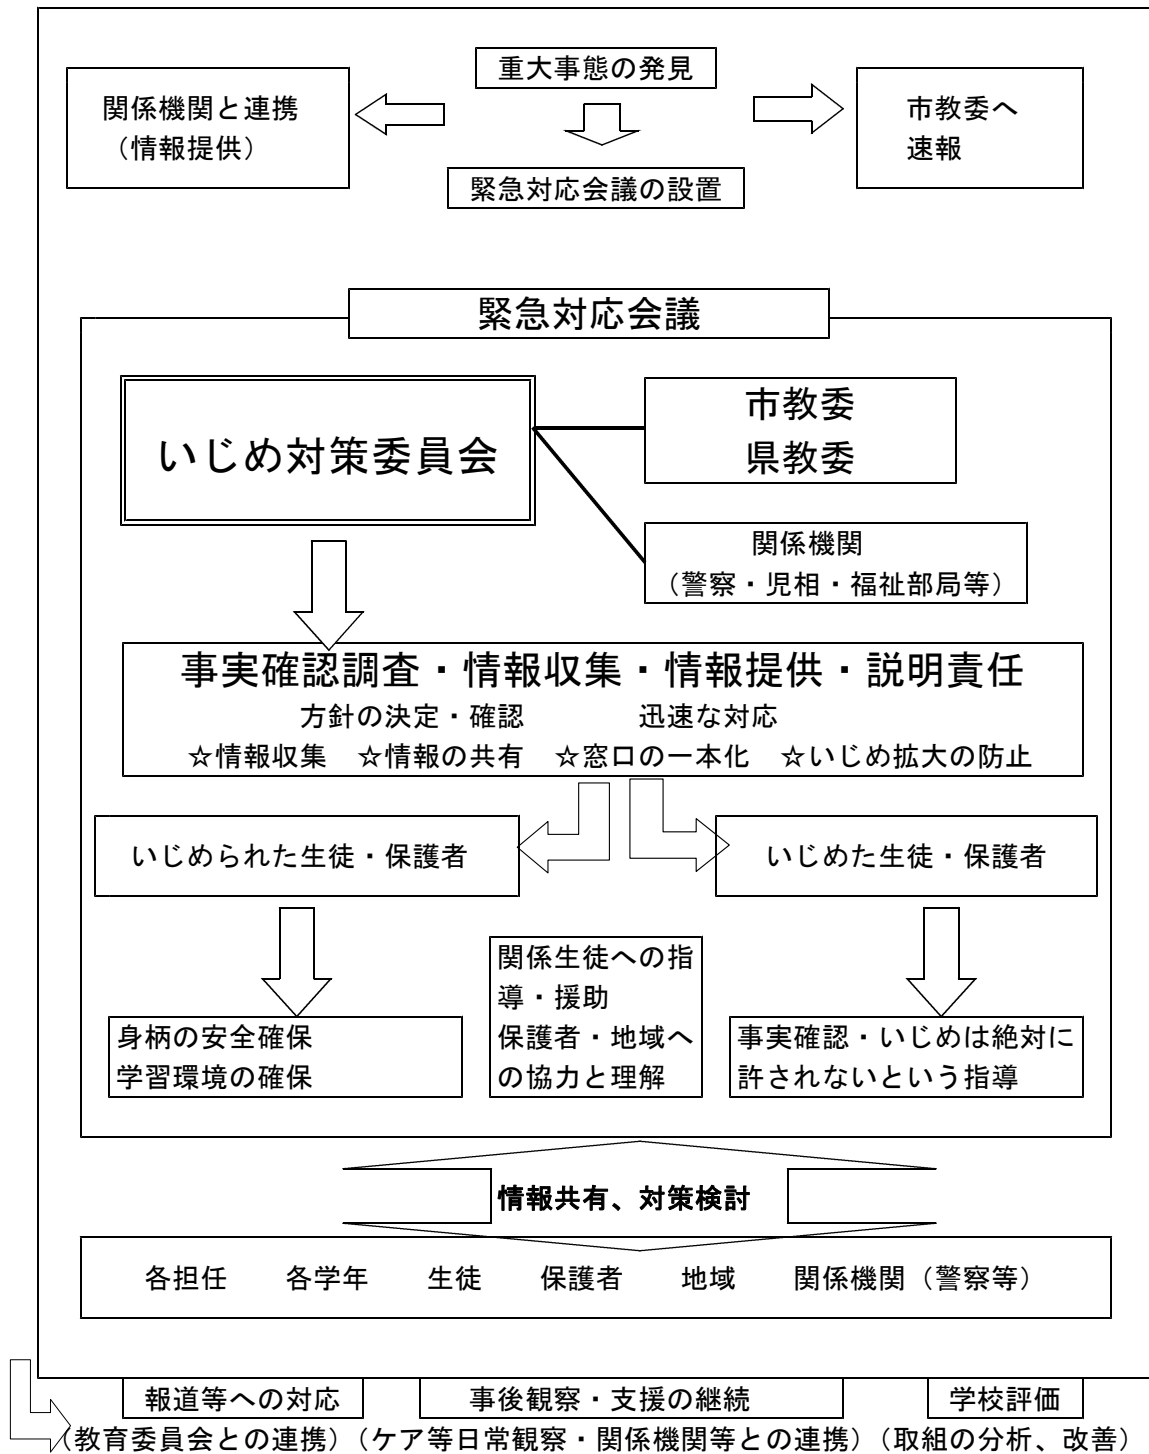 重大事態の発見
関係機関と連携
（情報提供）
市教委へ
速報
緊急対応会議の設置
緊急対応会議
いじめ対策委員会
市教委
県教委
関係機関
（警察・児相・福祉部局等）
事実確認調査・情報収集・情報提供・説明責任
方針の決定・確認　迅速な対応
☆情報収集　☆情報の共有　☆窓口の一本化　☆いじめ拡大の防止
いじめられた生徒・保護者
いじめた生徒・保護者
身柄の安全確保
学習環境の確保
関係生徒への指
導・援助
保護者・地域へ
の協力と理解
事実確認・いじめは絶対に
許されないという指導
情報共有、対策検討
各担任　各学年　生徒　保護者　地域　関係機関（警察等）
報道等への対応　事後観察・支援の継続　学校評価
（教育委員会との連携）（ケア等日常観察・関係機関等との連携）（取組の分析、改善）